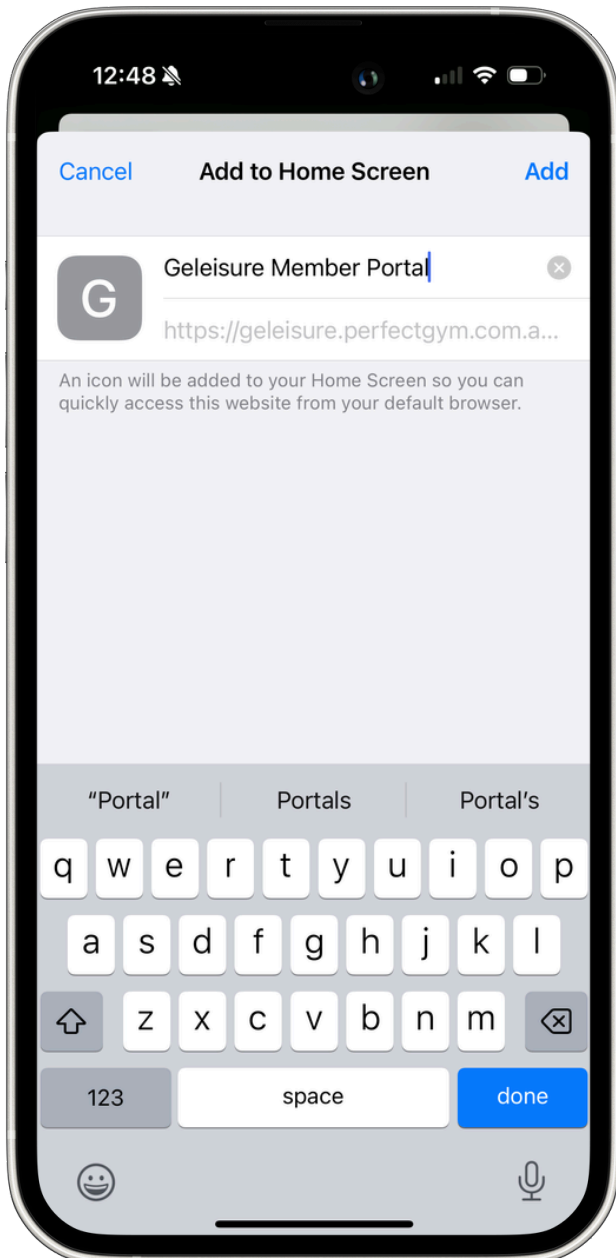 12:48
Cancel Add to Home Screen Add
G
Geleisure Member Portal
https://geleisure.perfectgym.com.a...
An icon will be added to your Home Screen so you can
quickly access this website from your default browser.
“Portal” Portals Portal’s
q w e r t y u i o p
a s d f g h j k l
z x c v b n m
123 space done